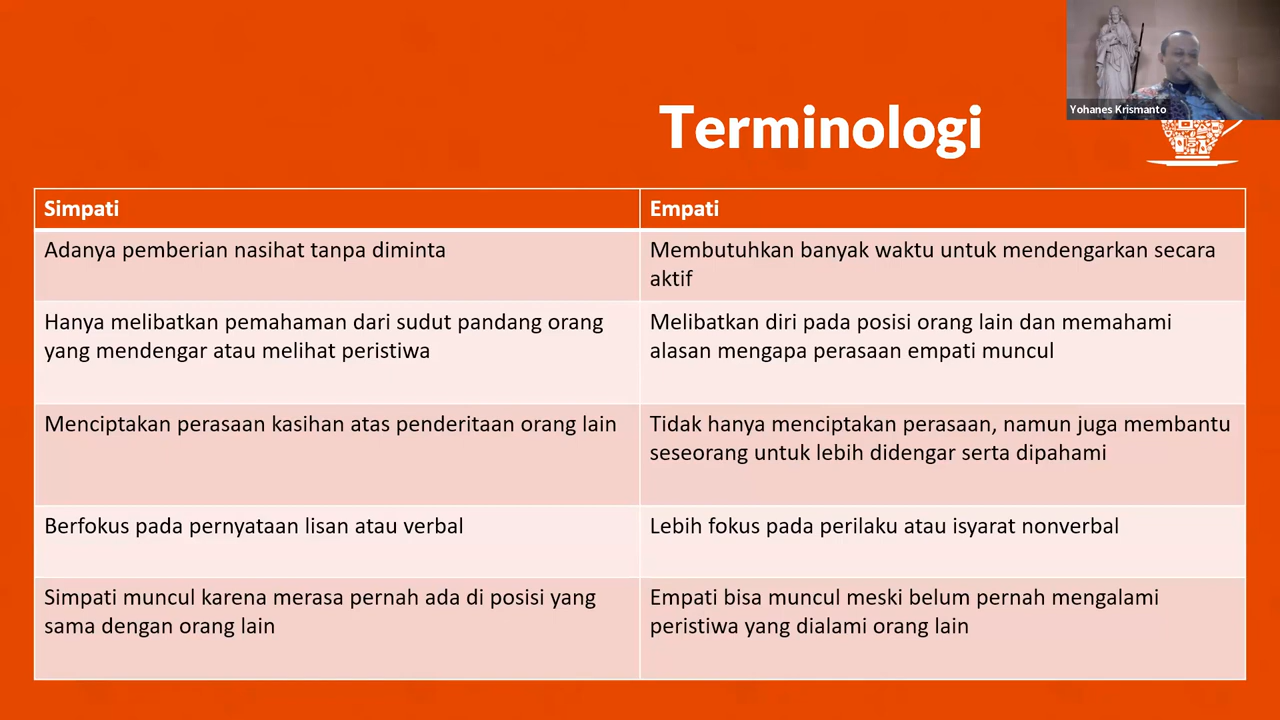 Yohanes Krismanto
Terminologi
Simpati
Empati
Adanya pemberian nasihat tanpa diminta
Membutuhkan banyak waktu untuk mendengarkan secara
aktif
Hanya melibatkan pemahaman dari sudut pandang orang
yang mendengar atau melihat peristiwa
Melibatkan diri pada posisi orang lain dan memahami
alasan mengapa perasaan empati muncul
Menciptakan perasaan kasihan atas penderitaan orang lain
Tidak hanya menciptakan perasaan, namun juga membantu
seseorang untuk lebih didengar serta dipahami
Berfokus pada pernyataan lisan atau verbal
Lebih fokus pada perilaku atau isyarat nonverbal
Simpati muncul karena merasa pernah ada di posisi yang
sama dengan orang lain
Empati bisa muncul meski belum pernah mengalami
peristiwa yang dialami orang lain